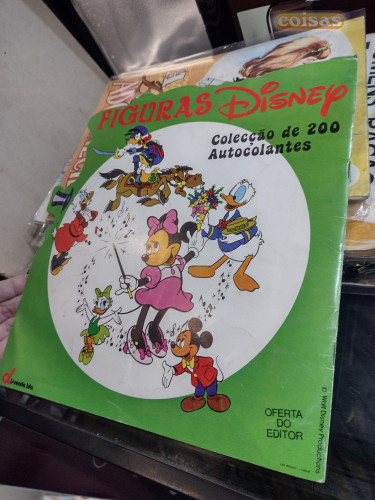 coisas
FIGURAS DISNEY
Colecção de 200
Autocolantes
OFERTA
DO
EDITOR
© Walt Disney Productions